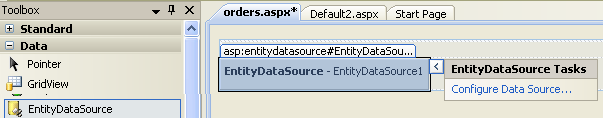 Toolbox
orders.aspx* Default2.aspx Start Page
Standard
Data
Pointer
GridView
EntityDataSource
asp:entitydatasource#EntityDataSou...
EntityDataSource - EntityDataSource1
<
EntityDataSource Tasks
Configure Data Source...